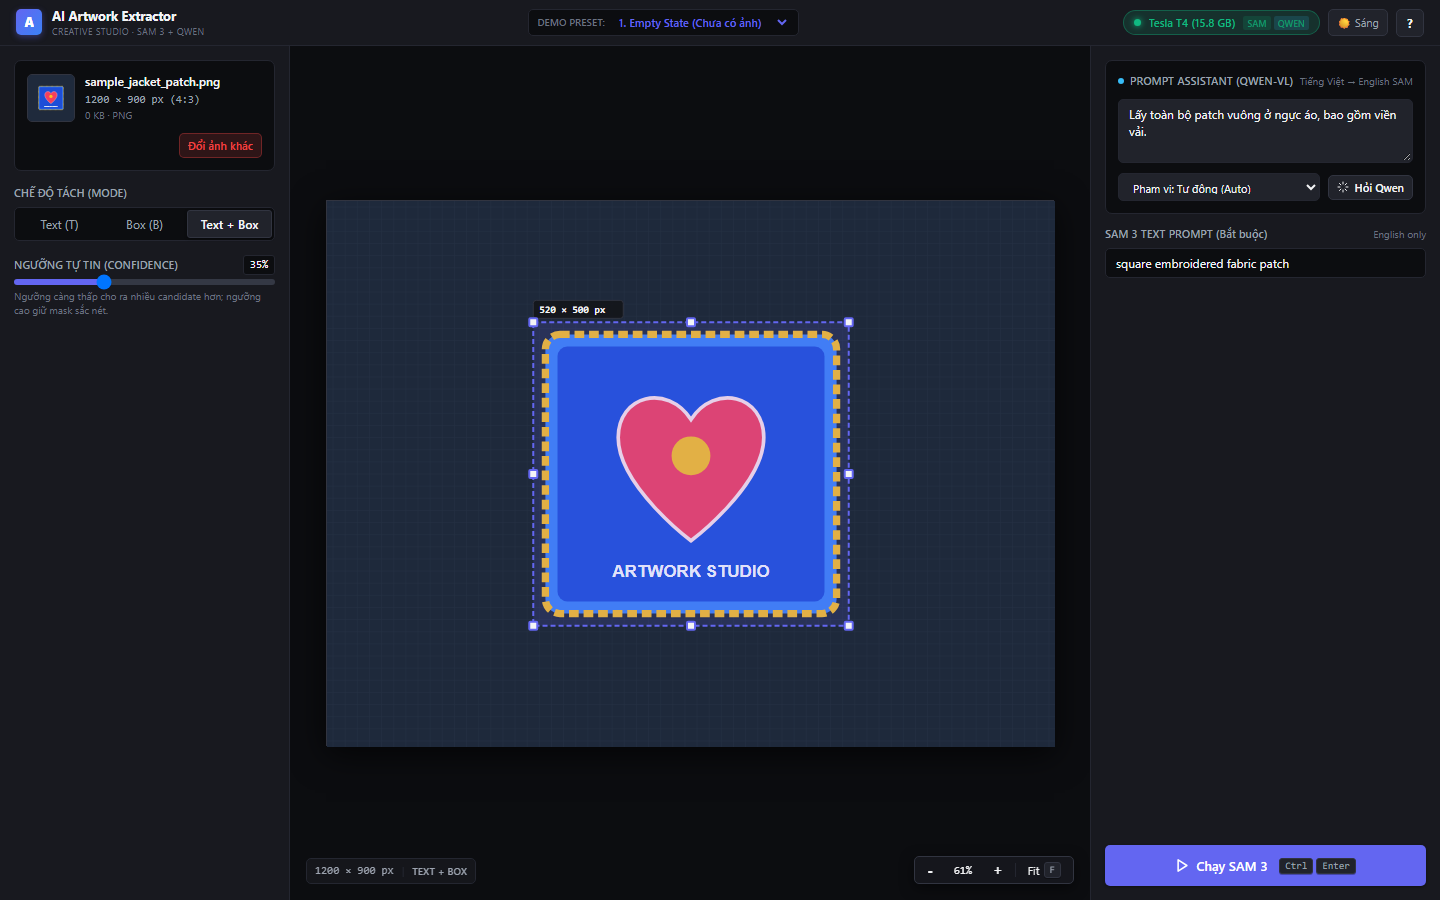 A
AI Artwork Extractor
CREATIVE STUDIO · SAM 3 + QWEN
DEMO PRESET: 1. Empty State (Chưa có ảnh)
Tesla T4 (15.8 GB) SAM QWEN
Sáng
?
sample_jacket_patch.png
1200 × 900 px (4:3)
0 KB · PNG
Đổi ảnh khác
CHẾ ĐỘ TÁCH (MODE)
Text (T) Box (B) Text + Box
NGƯỠNG TỰ TIN (CONFIDENCE) 35%
Ngưỡng càng thấp cho ra nhiều candidate hơn; ngưỡng
cao giữ mask sắc nét.
520 × 500 px
ARTWORK STUDIO
1200 × 900 px TEXT + BOX
- 61% + Fit F
PROMPT ASSISTANT (QWEN-VL) Tiếng Việt → English SAM
Lấy toàn bộ patch vuông ở ngực áo, bao gồm viền
vải.
Phạm vi: Tự động (Auto) Hỏi Qwen
SAM 3 TEXT PROMPT (Bắt buộc) English only
square embroidered fabric patch
Chạy SAM 3 Ctrl Enter